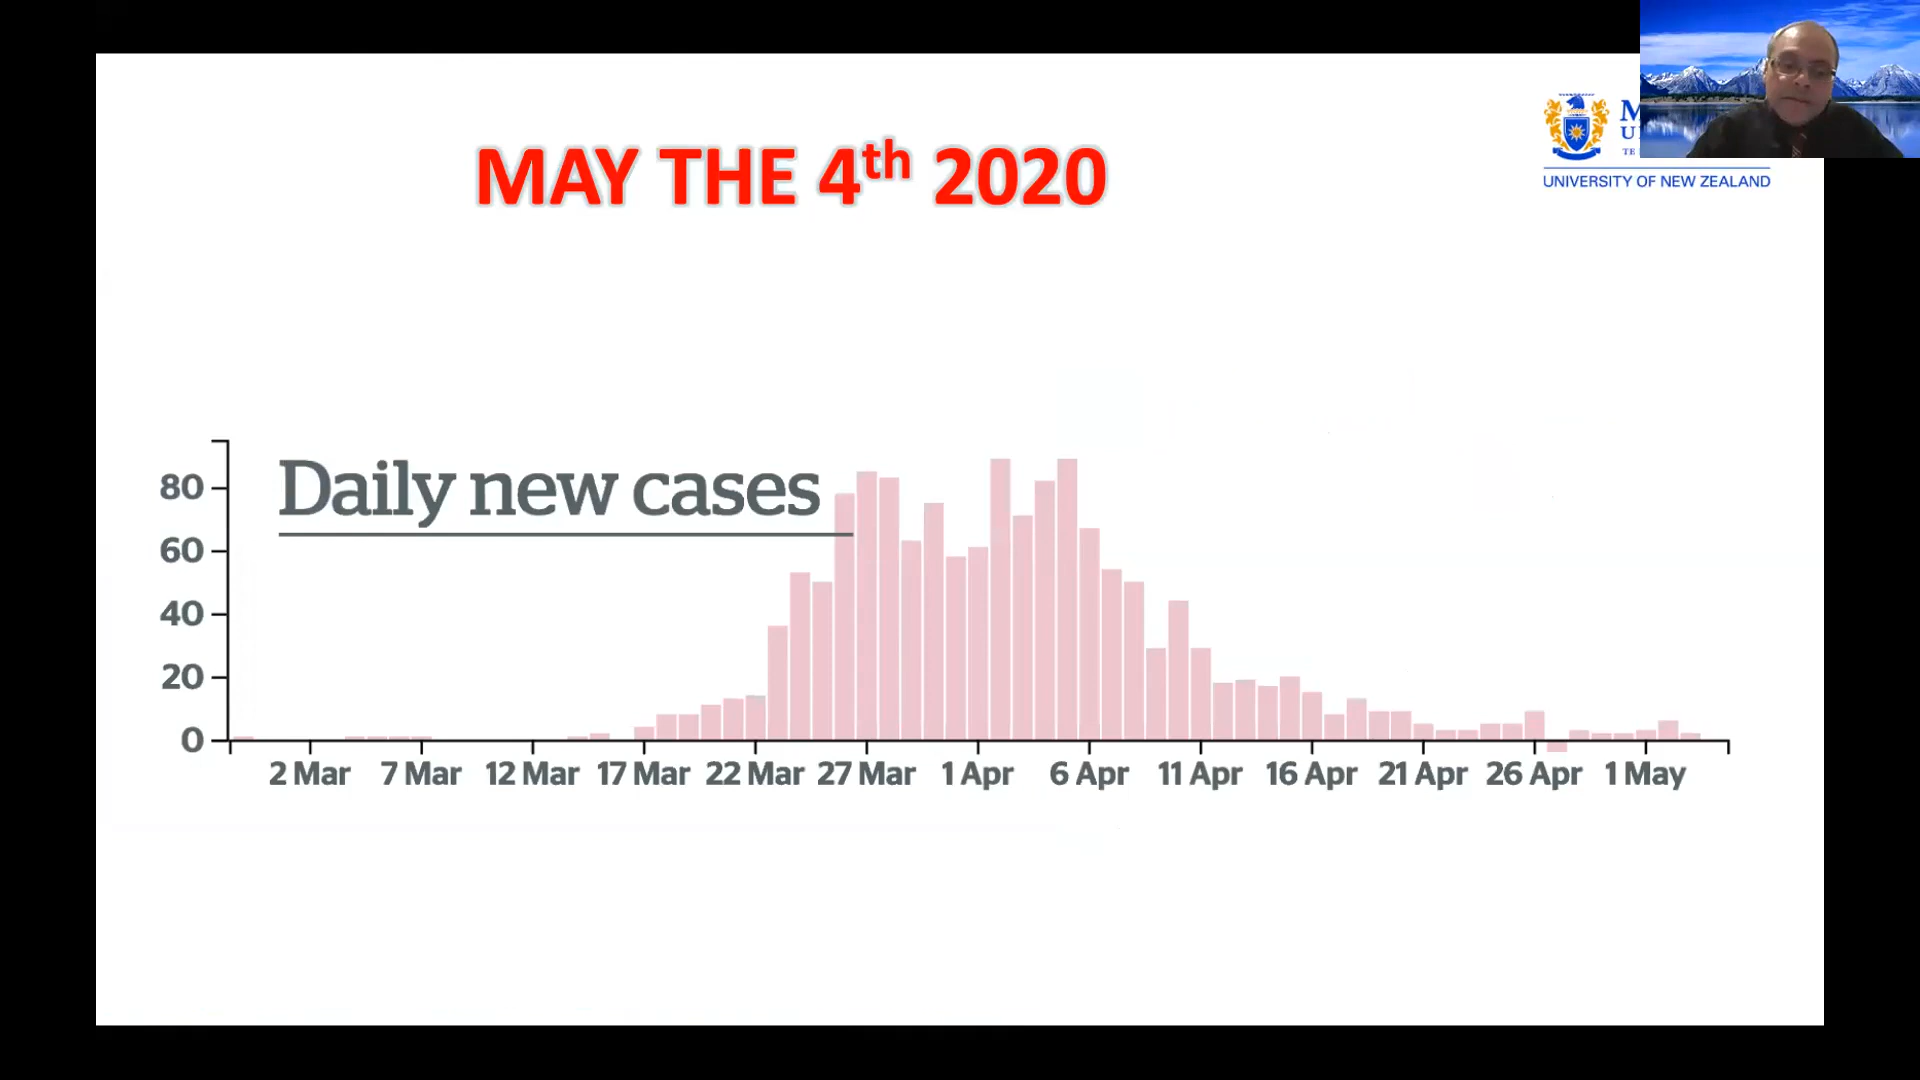 MAY THE 4th 2020
UNIVERSITY OF NEW ZEALAND
Daily new cases
80
60
40
20
0
2 Mar 7 Mar 12 Mar 17 Mar 22 Mar 27 Mar 1 Apr 6 Apr 11 Apr 16 Apr 21 Apr 26 Apr 1 May